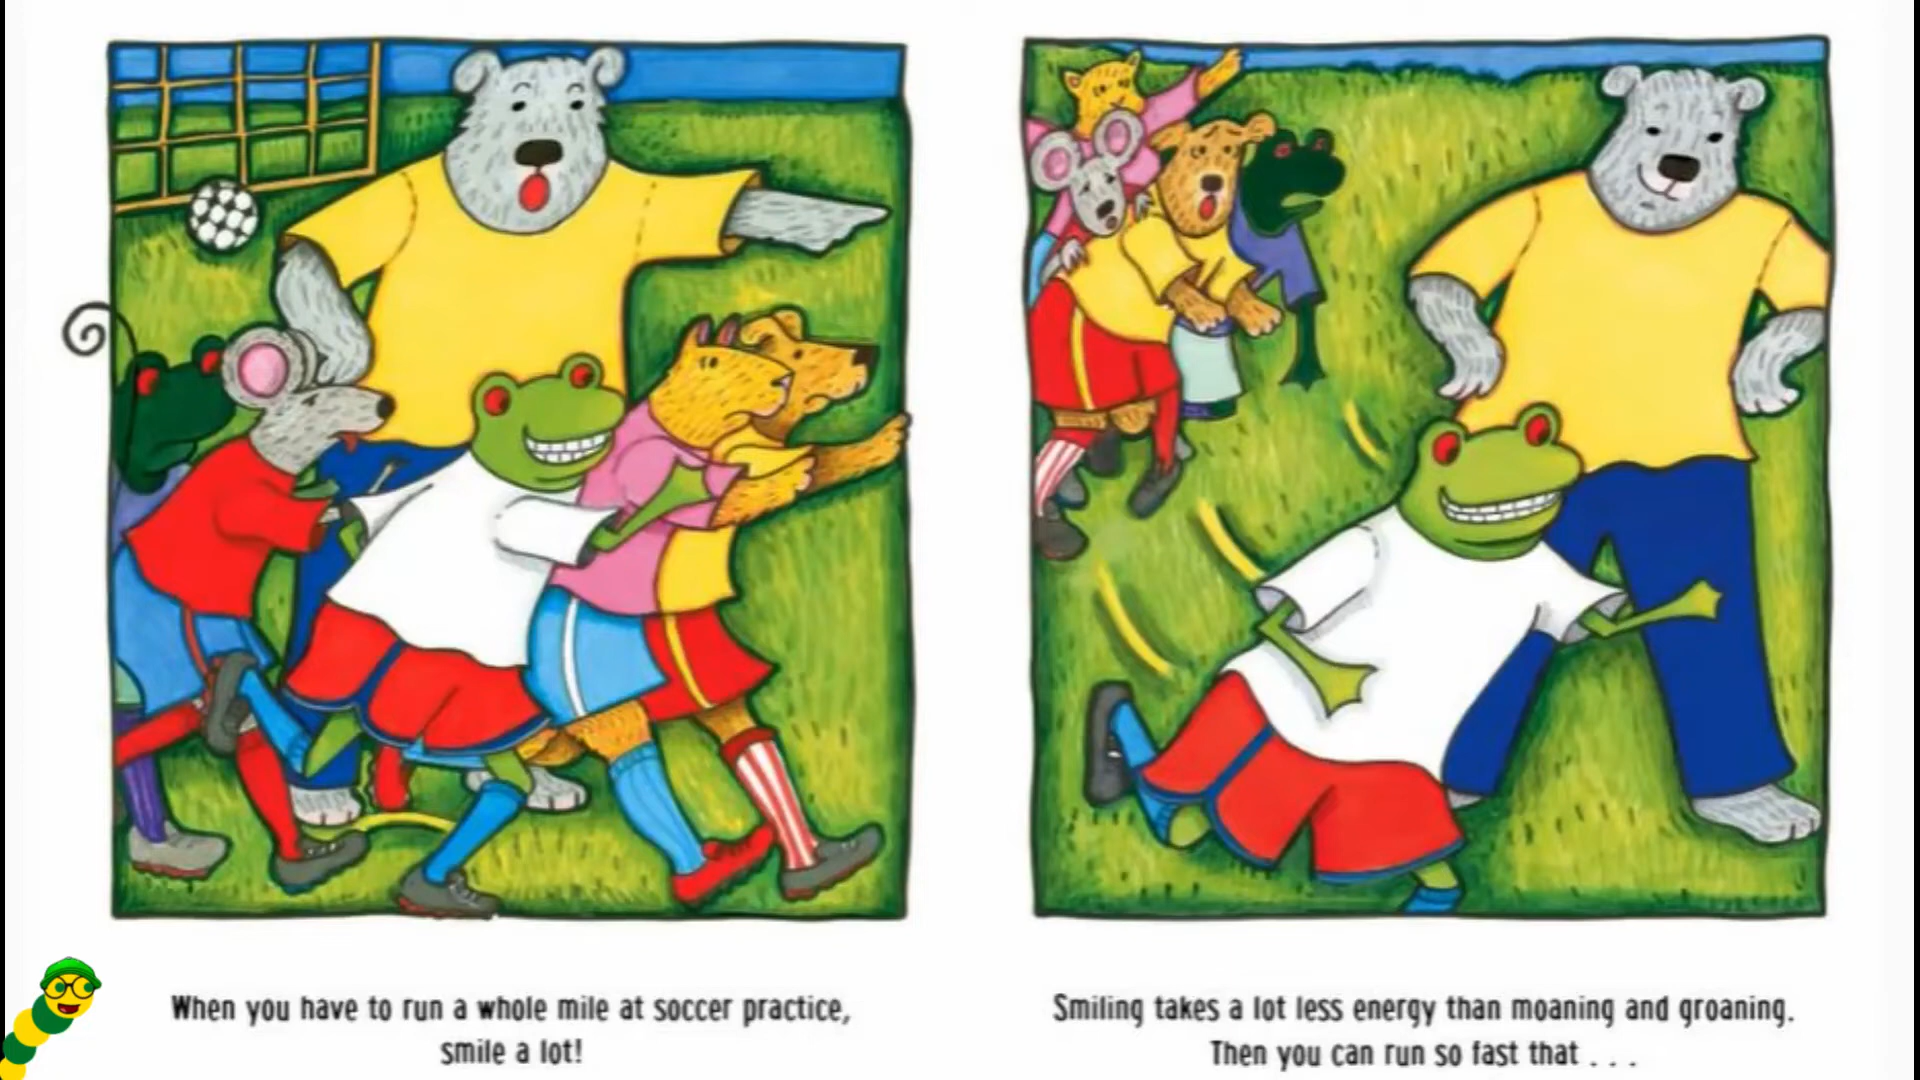 When you have to run a whole mile at soccer practice,
smile a lot!
Smiling takes a lot less energy than moaning and groaning.
Then you can run so fast that . . .